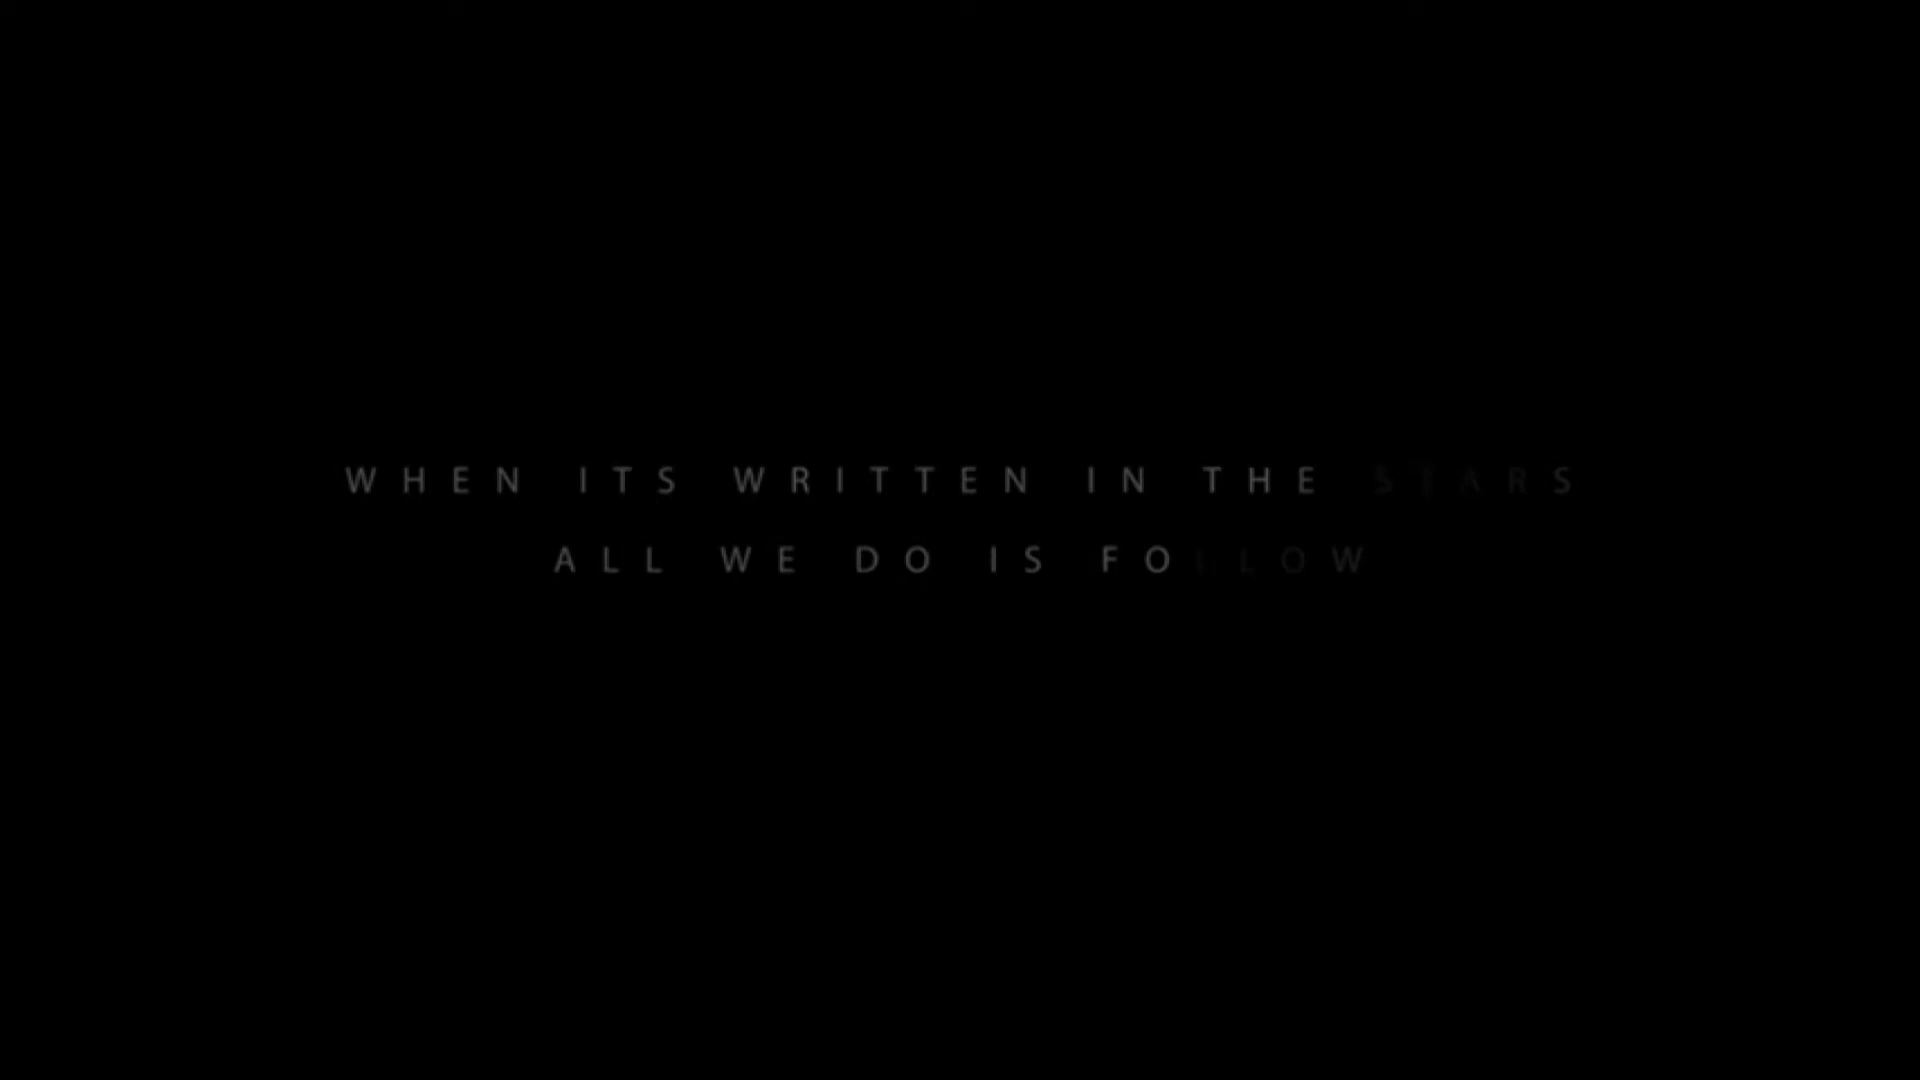 WHEN ITS WRITTEN IN THE STARS
ALL WE DO IS FOLLOW